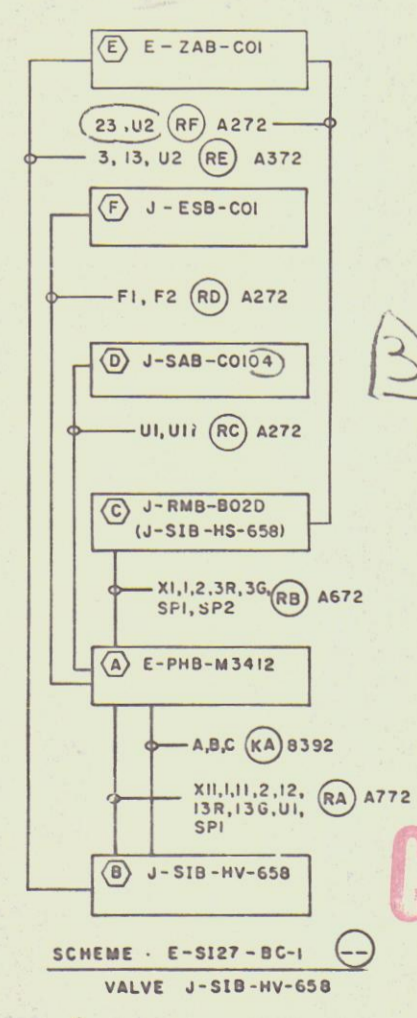 E E-ZAB-C01
23,U2 RF A272
3, 13, U2 RE A372
F J-ESB-C01
F1, F2 RD A272
D J-SAB-C0104
RC A272
C J-RMB-B02D
(J-SIB-HS-658)
X1,1,2,3R,3G, RB A672
SP1, SP2
A E-PHB-M3412
A,B,C KA 8392
X11,1,11,2,12, RA A772
13R,13G,U1,
SP1
B J-SIB-HV-658
SCHEME . E-SI27-BC-1 --
VALVE J-SIB-HV-658